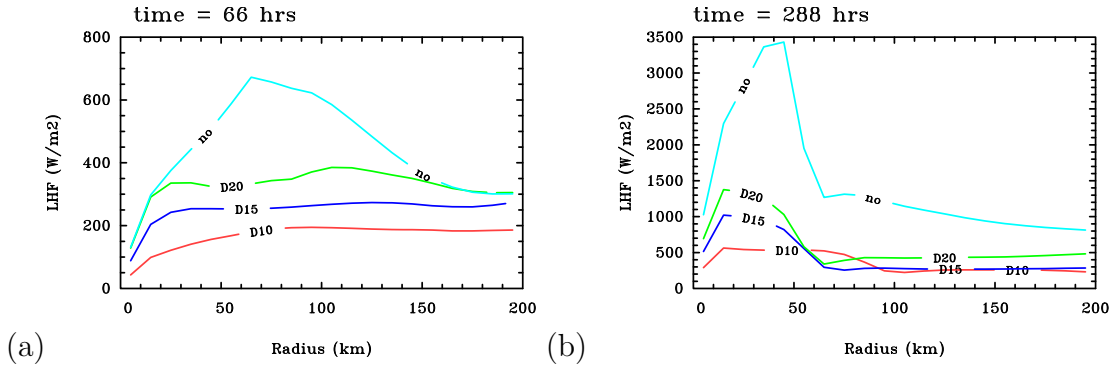 time = 66 hrs
800
600
400
200
0
LHF (W/m2)
no
no
D20
D15
D10
0 50 100 150 200
Radius (km)
(a)
time = 288 hrs
3500
3000
2500
2000
1500
1000
500
0
LHF (W/m2)
no
no
D20
D15
D10
D20
D15
D10
0 50 100 150 200
Radius (km)
(b)